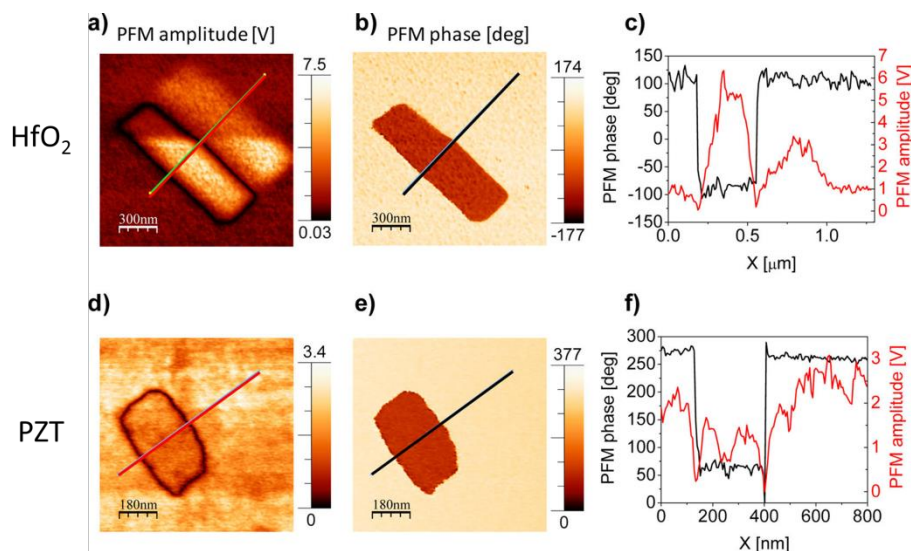 a)
PFM amplitude [V]
b)
PFM phase [deg]
c)
HfO2
7.5
0.03
300nm
174
-177
300nm
150
100
50
0
-50
-100
-150
PFM phase [deg]
7
6
5
4
3
2
1
0
PFM amplitude [V]
0.0
0.5
1.0
X [μm]
d)
e)
f)
PZT
3.4
0
180nm
377
0
180nm
300
250
200
150
100
50
0
PFM phase [deg]
3
2
1
0
PFM amplitude [V]
0
200
400
600
800
X [nm]